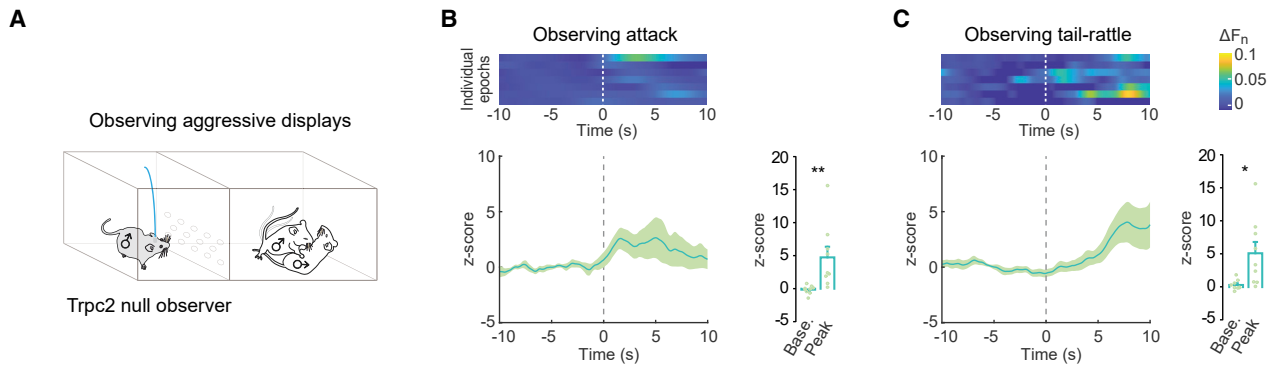 A
Observing aggressive displays
♂
♂
♂
Trpc2 null observer
B
Observing attack
Individual
epochs
-10 -5 0 5 10
Time (s)
10
5
0
-5
z-score
-10 -5 0 5 10
Time (s)
**
20
15
10
5
0
-5
z-score
Base.
Peak
C
Observing tail-rattle
ΔFn
0.1
0.05
0
-10 -5 0 5 10
Time (s)
10
5
0
-5
z-score
-10 -5 0 5 10
Time (s)
*
20
15
10
5
0
-5
z-score
Base.
Peak